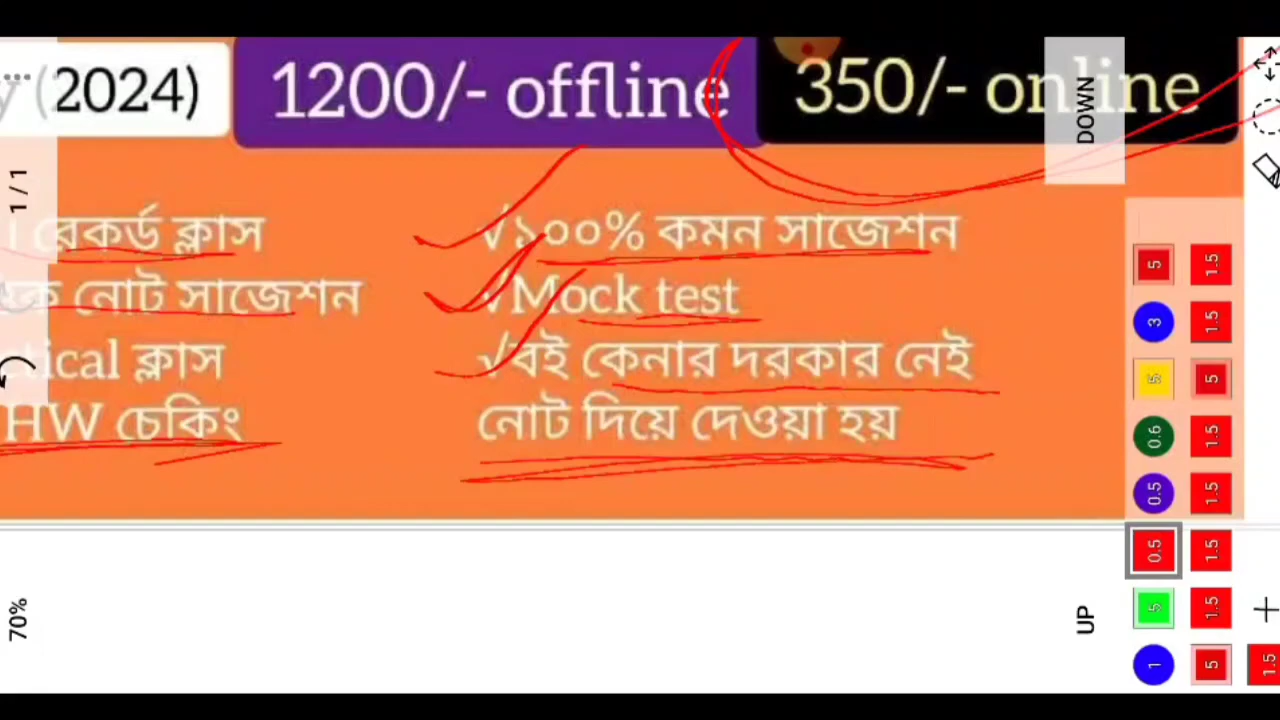 (2024)
1200/- offline
350/- online
রেকর্ড ক্লাস
নোট সাজেশন
ক্লাস
HW চেকিং
√১০০% কমন সাজেশন
√Mock test
√বই কেনার দরকার নেই
নোট দিয়ে দেওয়া হয়
DOWN
UP
1 / 1
70%
5
1.5
3
1.5
5
5
0.6
1.5
0.5
1.5
0.5
1.5
5
1.5
1
5
1.5